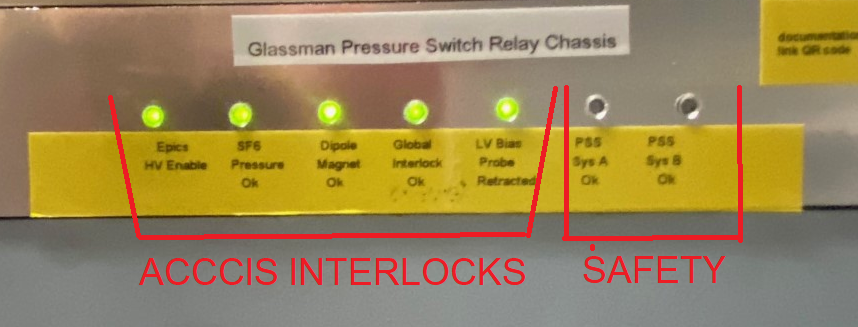 Glassman Pressure Switch Relay Chassis
documentation
link QR code
Epics
HV Enable
SF6
Pressure
Ok
Dipole
Magnet
Ok
Global
Interlock
Ok
LV Bias
Probe
Retracted
PSS
Sys A
Ok
PSS
Sys B
Ok
ACCCIS INTERLOCKS
SAFETY